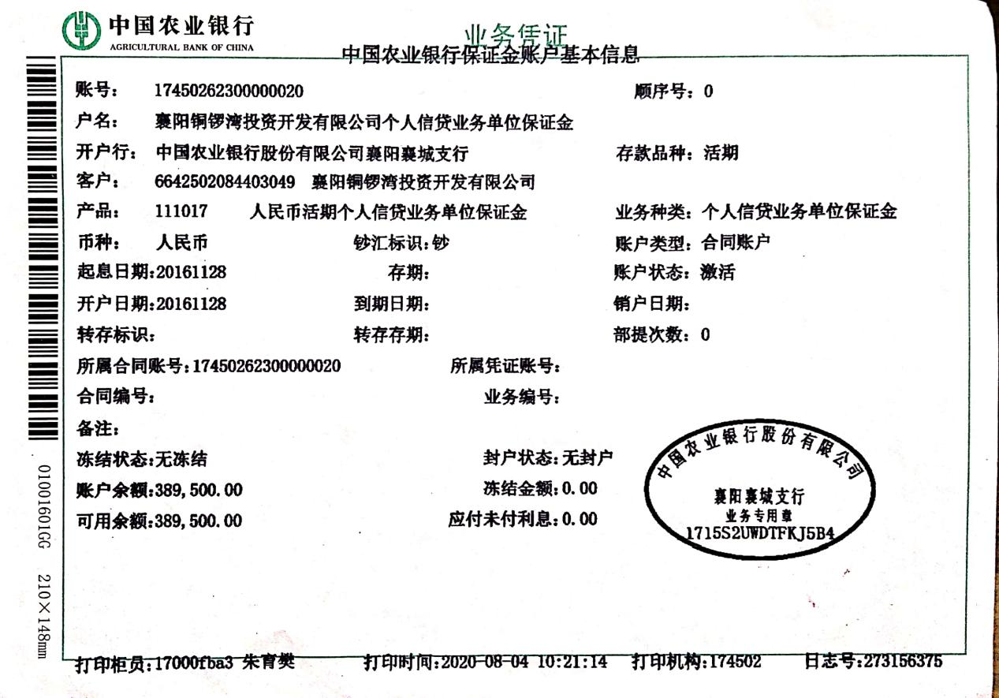 中国农业银行
AGRICULTURAL BANK OF CHINA
业务凭证
中国农业银行保证金账户基本信息
账号： 17450262300000020 顺序号：0
户名： 襄阳铜锣湾投资开发有限公司个人信贷业务单位保证金
开户行： 中国农业银行股份有限公司襄阳襄城支行 存款品种：活期
客户： 6642502084403049 襄阳铜锣湾投资开发有限公司
产品： 111017 人民币活期个人信贷业务单位保证金 业务种类：个人信贷业务单位保证金
币种： 人民币 钞汇标识:钞 账户类型：合同账户
起息日期:20161128 存期: 账户状态：激活
开户日期:20161128 到期日期: 销户日期:
转存标识: 转存存期: 部提次数：0
所属合同账号:17450262300000020 所属凭证账号:
合同编号: 业务编号:
备注:
冻结状态:无冻结 封户状态:无封户
账户余额:389,500.00 冻结金额:0.00
可用余额:389,500.00 应付未付利息:0.00
中国农业银行股份有限公司
襄阳襄城支行
业务专用章
1715S2UWDTFKJ5B4
010001601GG 210×148mm
打印柜员:17000fba3 朱育樊 打印时间:2020-08-04 10:21:14 打印机构:174502 日志号:273156375